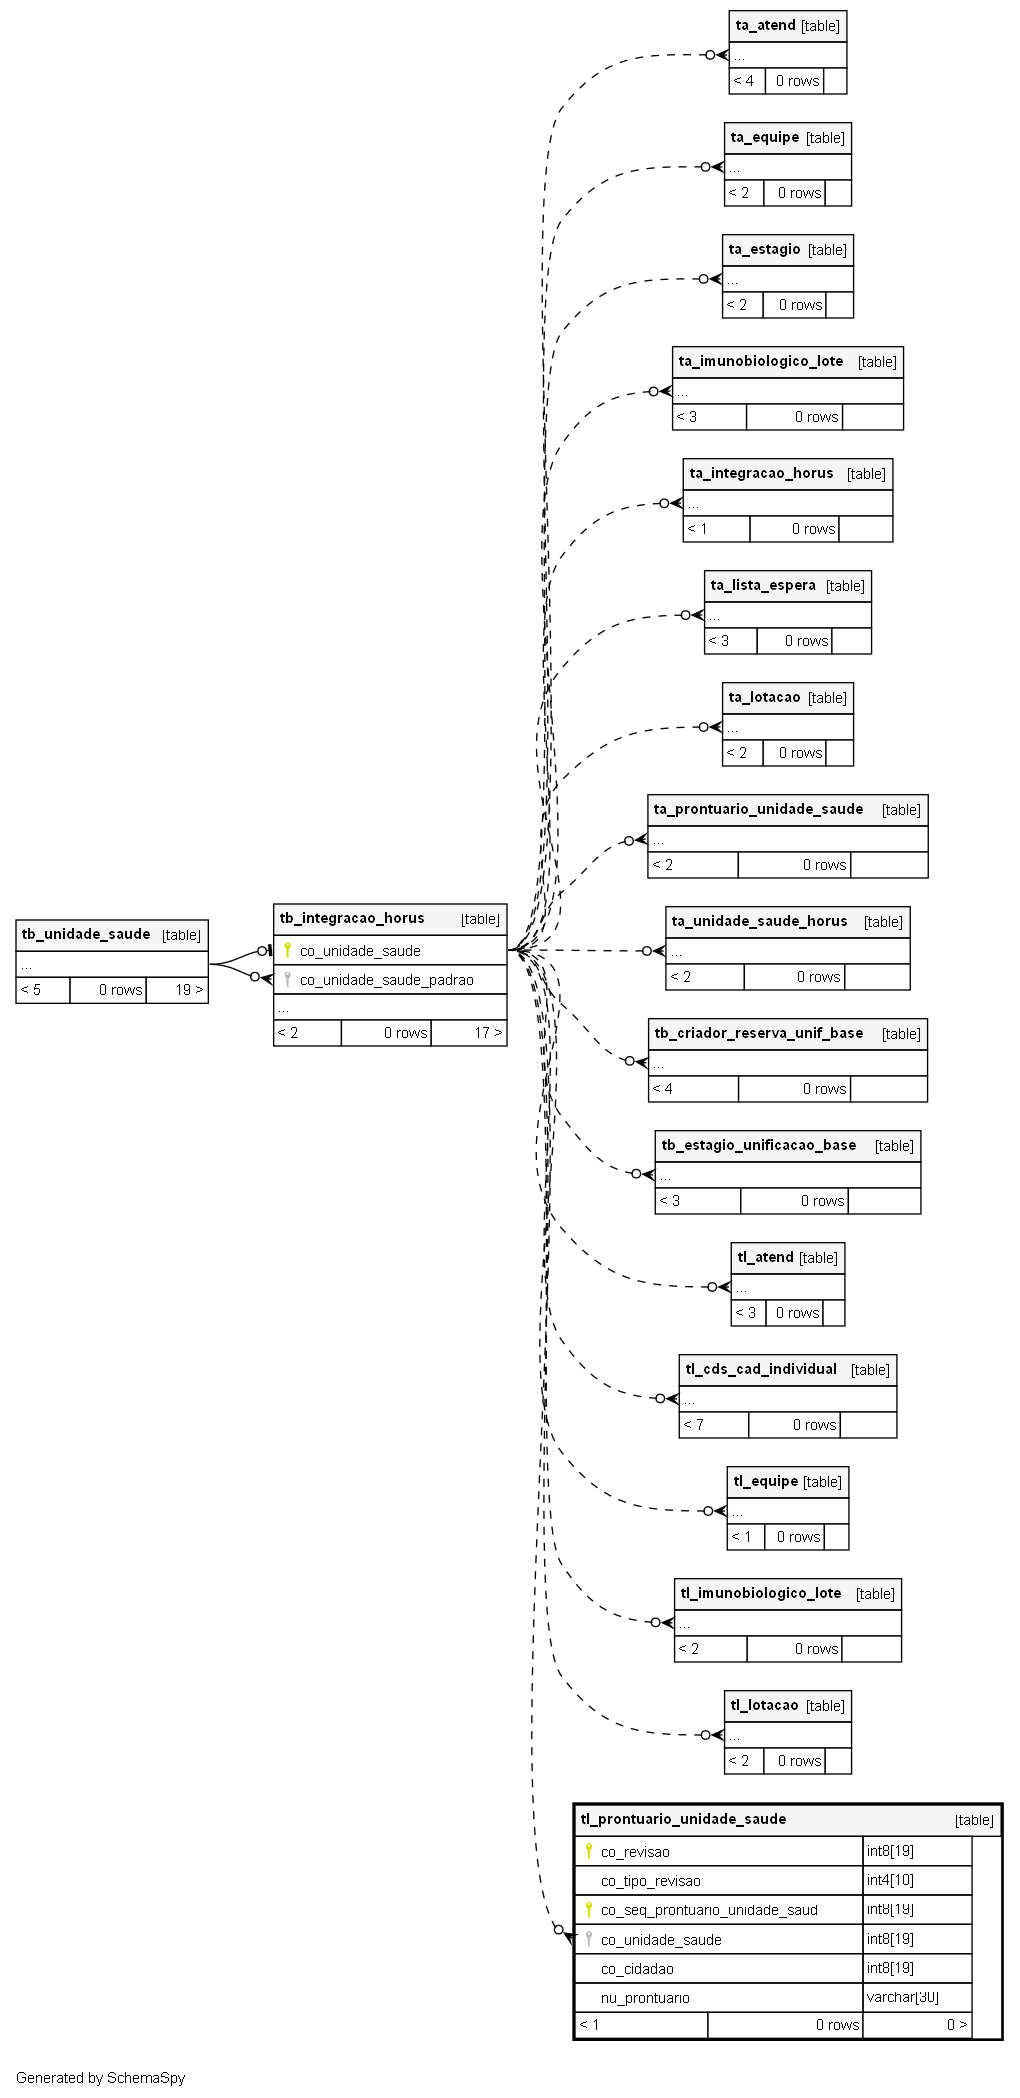 ta_atend [table]
...
< 4 0 rows
ta_equipe [table]
...
< 2 0 rows
ta_estagio [table]
...
< 2 0 rows
ta_imunobiologico_lote [table]
...
< 3 0 rows
ta_integracao_horus [table]
...
< 1 0 rows
ta_lista_espera [table]
...
< 3 0 rows
ta_lotacao [table]
...
< 2 0 rows
ta_prontuario_unidade_saude [table]
...
< 2 0 rows
tb_unidade_saude [table]
...
< 5 0 rows 19 >
tb_integracao_horus [table]
co_unidade_saude
co_unidade_saude_padrao
...
< 2 0 rows 17 >
ta_unidade_saude_horus [table]
...
< 2 0 rows
tb_criador_reserva_unif_base [table]
...
< 4 0 rows
tb_estagio_unificacao_base [table]
...
< 3 0 rows
tl_atend [table]
...
< 3 0 rows
tl_cds_cad_individual [table]
...
< 7 0 rows
tl_equipe [table]
...
< 1 0 rows
tl_imunobiologico_lote [table]
...
< 2 0 rows
tl_lotacao [table]
...
< 2 0 rows
tl_prontuario_unidade_saude [table]
co_revisao int8[19]
co_tipo_revisao int4[10]
co_seq_prontuario_unidade_saud int8[19]
co_unidade_saude int8[19]
co_cidadao int8[19]
nu_prontuario varchar[30]
< 1 0 rows 0 >
Generated by SchemaSpy